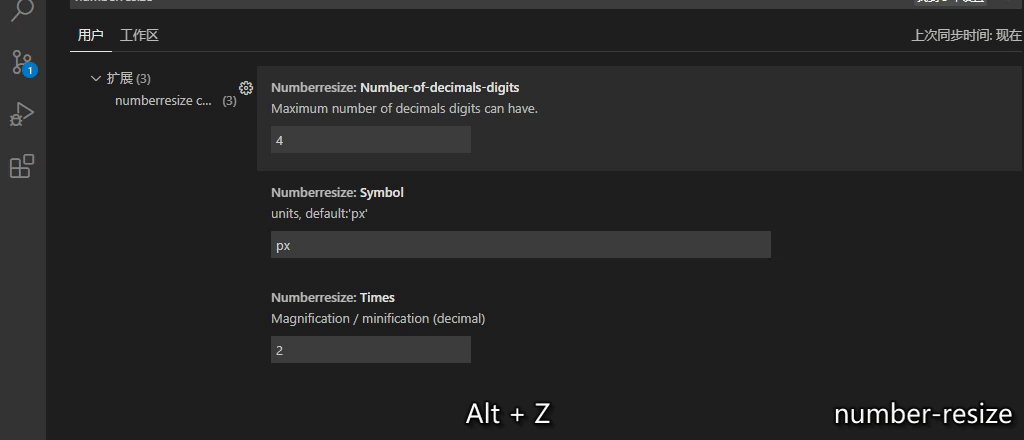 用户 工作区 上次同步时间: 现在
扩展 (3)
numberresize c... (3)
Numberresize: Number-of-decimals-digits
Maximum number of decimals digits can have.
4
Numberresize: Symbol
units, default:'px'
px
Numberresize: Times
Magnification / minification (decimal)
2
1
Alt + Z
number-resize